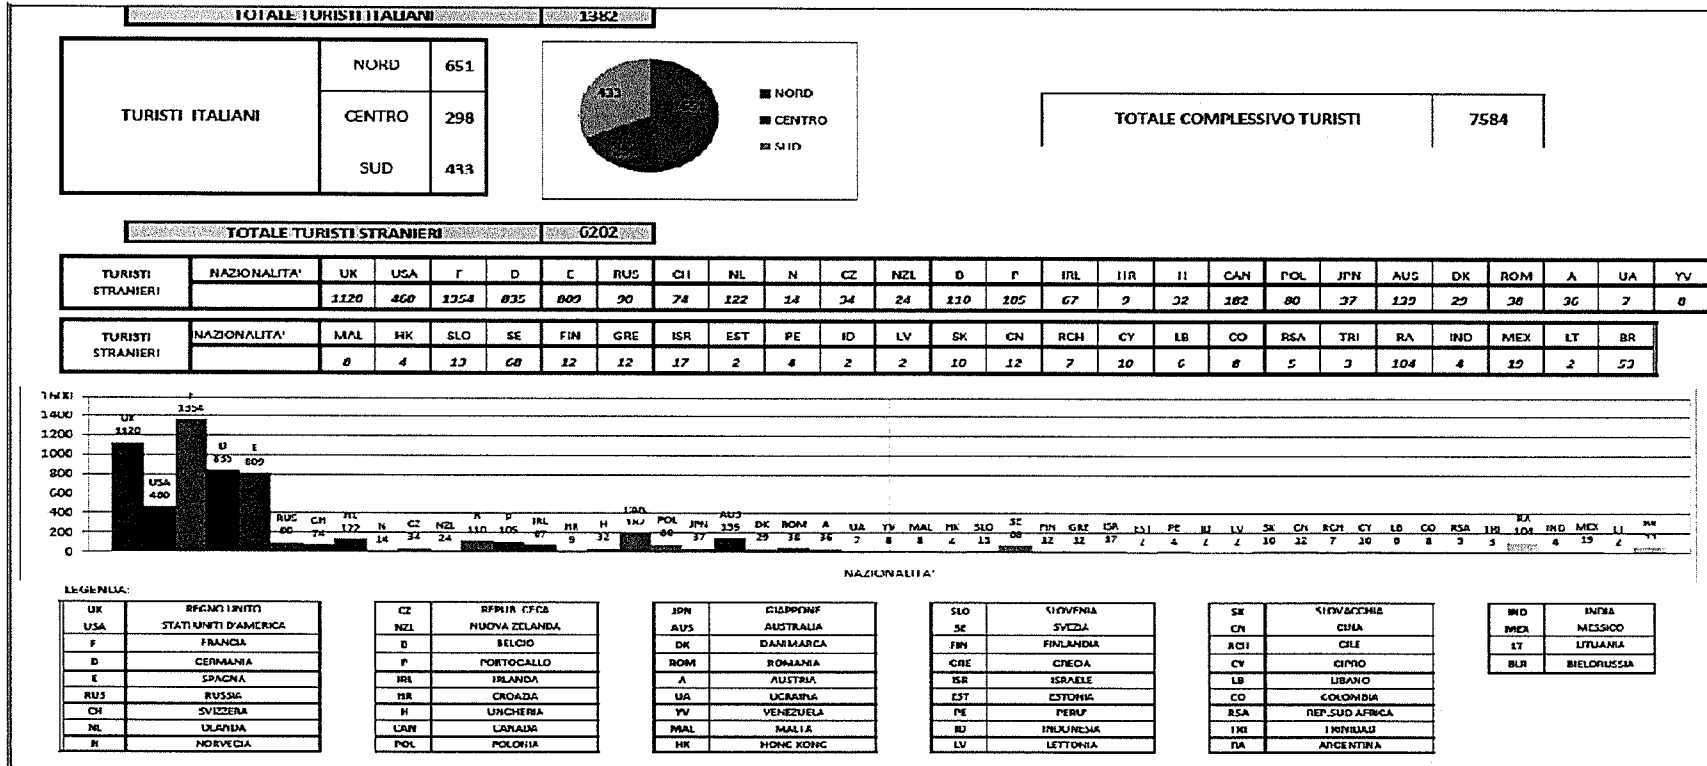 TOTALE TURISTI ITALIANI 1382
TURISTI ITALIANI
NORD 651
CENTRO 298
SUD 433
433
NORD
CENTRO
SUD
TOTALE COMPLESSIVO TURISTI 7584
TOTALE TURISTI STRANIERI 6202
TURISTI STRANIERI
NAZIONALITA' UK USA F D E RUS CH NL N CZ NZL B P IRL HR H CAN POL JPN AUS DK ROM A UA YV
1120 460 1354 835 809 90 74 122 14 34 24 110 105 67 9 32 182 80 37 139 29 38 36 7 8
TURISTI STRANIERI
NAZIONALITA' MAL HK SLO SE FIN GRE ISR EST PE ID LV SK CN RCH CY LB CO RSA TRI RA IND MEX LT BR
8 4 13 68 12 12 17 2 4 2 2 10 12 7 10 6 8 5 3 104 4 19 2 53
1600
1400
1200
1000
800
600
400
200
0
UK 1120
USA 460
1354
D 835
E 809
RUS
CH 74
NL 122
N 14
CZ 34
NZL 24
110
P 105
IRL 67
HR 9
H 32
CAN 182
POL
JPN 37
AUS 139
DK 29
ROM 38
A 36
UA 7
YV 8
MAL 8
HK 4
SLO 13
SE 68
FIN 12
GRE 12
ISR 17
EST 2
PE 4
ID 2
LV 2
SK 10
CN 12
RCH 7
CY 10
LB 6
CO 8
RSA 5
TRI 3
RA 104
IND 4
MEX 19
LT 2
NAZIONALITA'
LEGENDA:
UK REGNO UNITO
USA STATI UNITI D'AMERICA
F FRANCIA
D GERMANIA
E SPAGNA
RUS RUSSIA
CH SVIZZERA
NL OLANDA
N NORVEGIA
CZ REPUB. CECA
NZL NUOVA ZELANDA
B BELGIO
P PORTOGALLO
IRL IRLANDA
HR CROAZIA
H UNGHERIA
CAN CANADA
POL POLONIA
JPN GIAPPONE
AUS AUSTRALIA
DK DANIMARCA
ROM ROMANIA
A AUSTRIA
UA UCRAINA
YV VENEZUELA
MAL MALTA
HK HONG KONG
SLO SLOVENIA
SE SVEZIA
FIN FINLANDIA
GRE GRECIA
ISR ISRAELE
EST ESTONIA
PE PERU'
ID INDONESIA
LV LETTONIA
SK SLOVACCHIA
CN CINA
RCH CILE
CY CIPRO
LB LIBANO
CO COLOMBIA
RSA REP.SUD AFRICA
TRI TRINIDAD
RA ARGENTINA
IND INDIA
MEX MESSICO
LT LITUANIA
BLR BIELORUSSIA